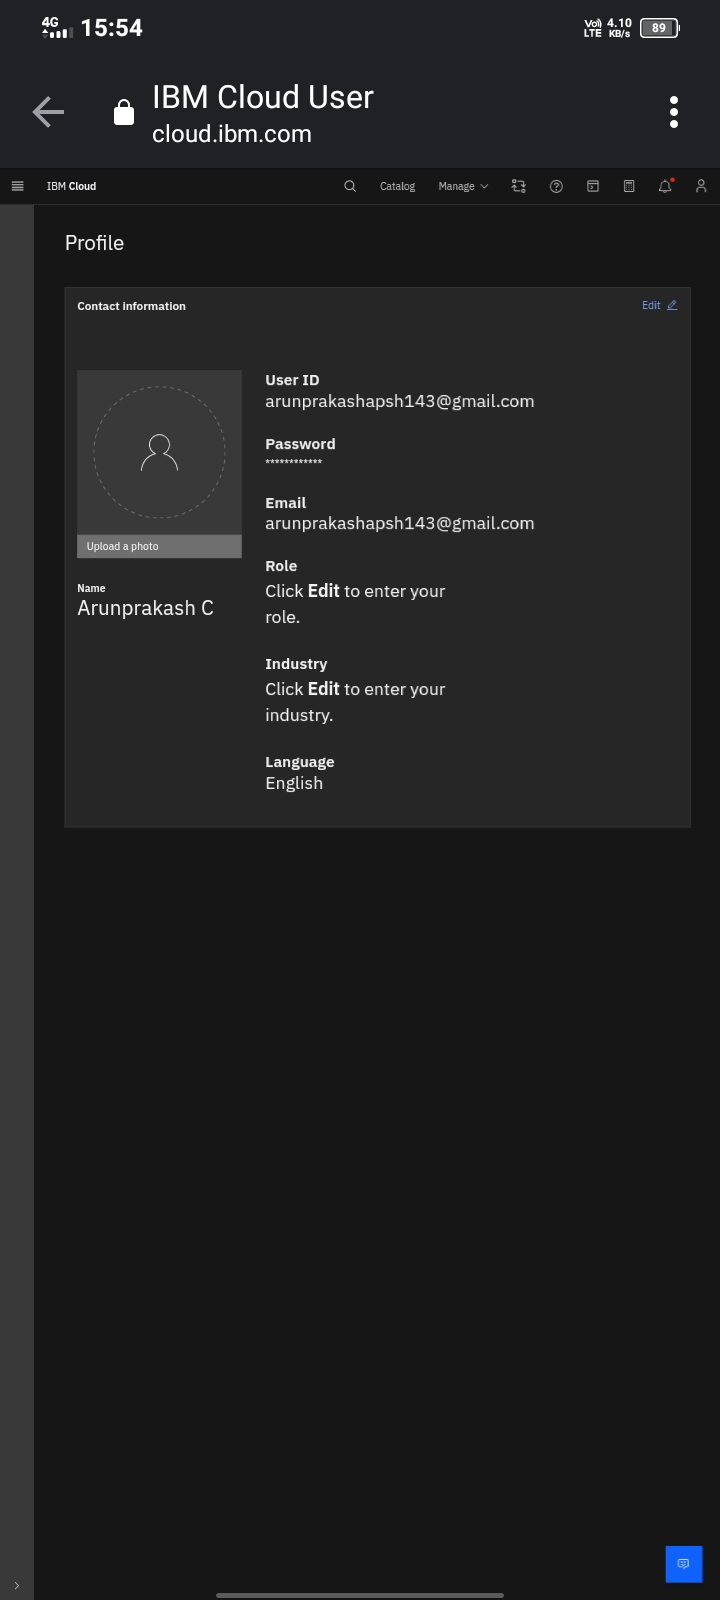 4G 15:54 Vo) LTE 4.10 KB/s 89
IBM Cloud User
cloud.ibm.com
IBM Cloud Catalog Manage
Profile
Contact information Edit
User ID
arunprakashapsh143@gmail.com
Password
************
Email
arunprakashapsh143@gmail.com
Role
Click Edit to enter your
role.
Industry
Click Edit to enter your
industry.
Language
English
Upload a photo
Name
Arunprakash C